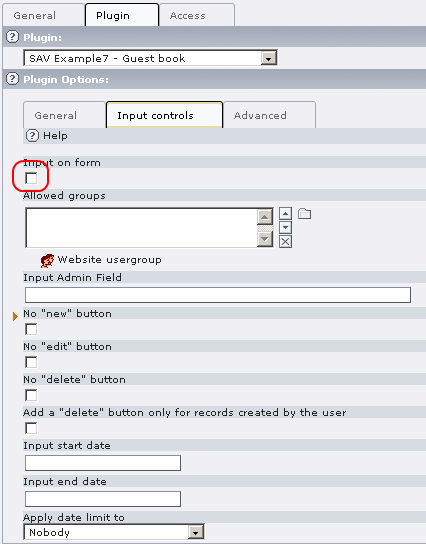 General Plugin Access
? Plugin:
SAV Example7 - Guest book
? Plugin Options:
General Input controls Advanced
? Help
Input on form
Allowed groups
Website usergroup
Input Admin Field
No "new" button
No "edit" button
No "delete" button
Add a "delete" button only for records created by the user
Input start date
Input end date
Apply date limit to
Nobody